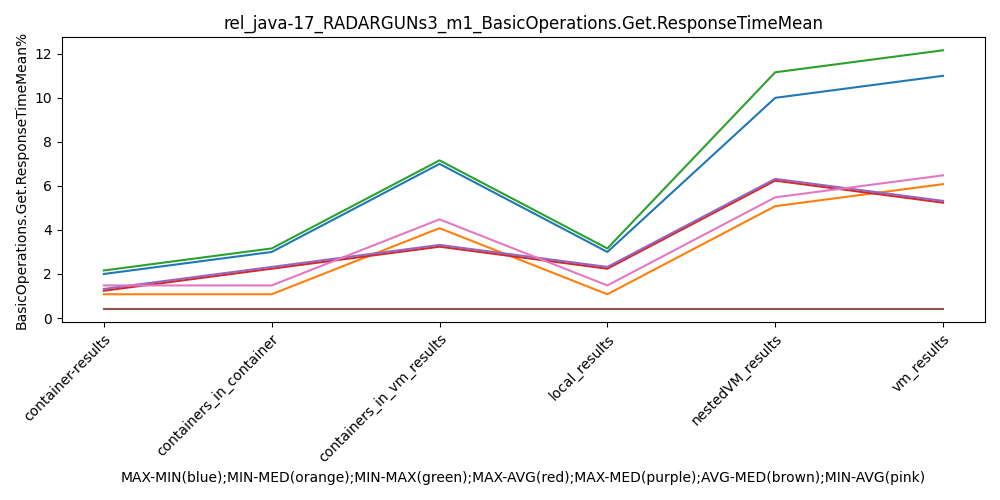 rel_java-17_RADARGUNs3_m1_BasicOperations.Get.ResponseTimeMean
BasicOperations.Get.ResponseTimeMean%
12
10
8
6
4
2
0
container-results
containers_in_container
containers_in_vm_results
local_results
nestedVM_results
vm_results
MAX-MIN(blue);MIN-MED(orange);MIN-MAX(green);MAX-AVG(red);MAX-MED(purple);AVG-MED(brown);MIN-AVG(pink)